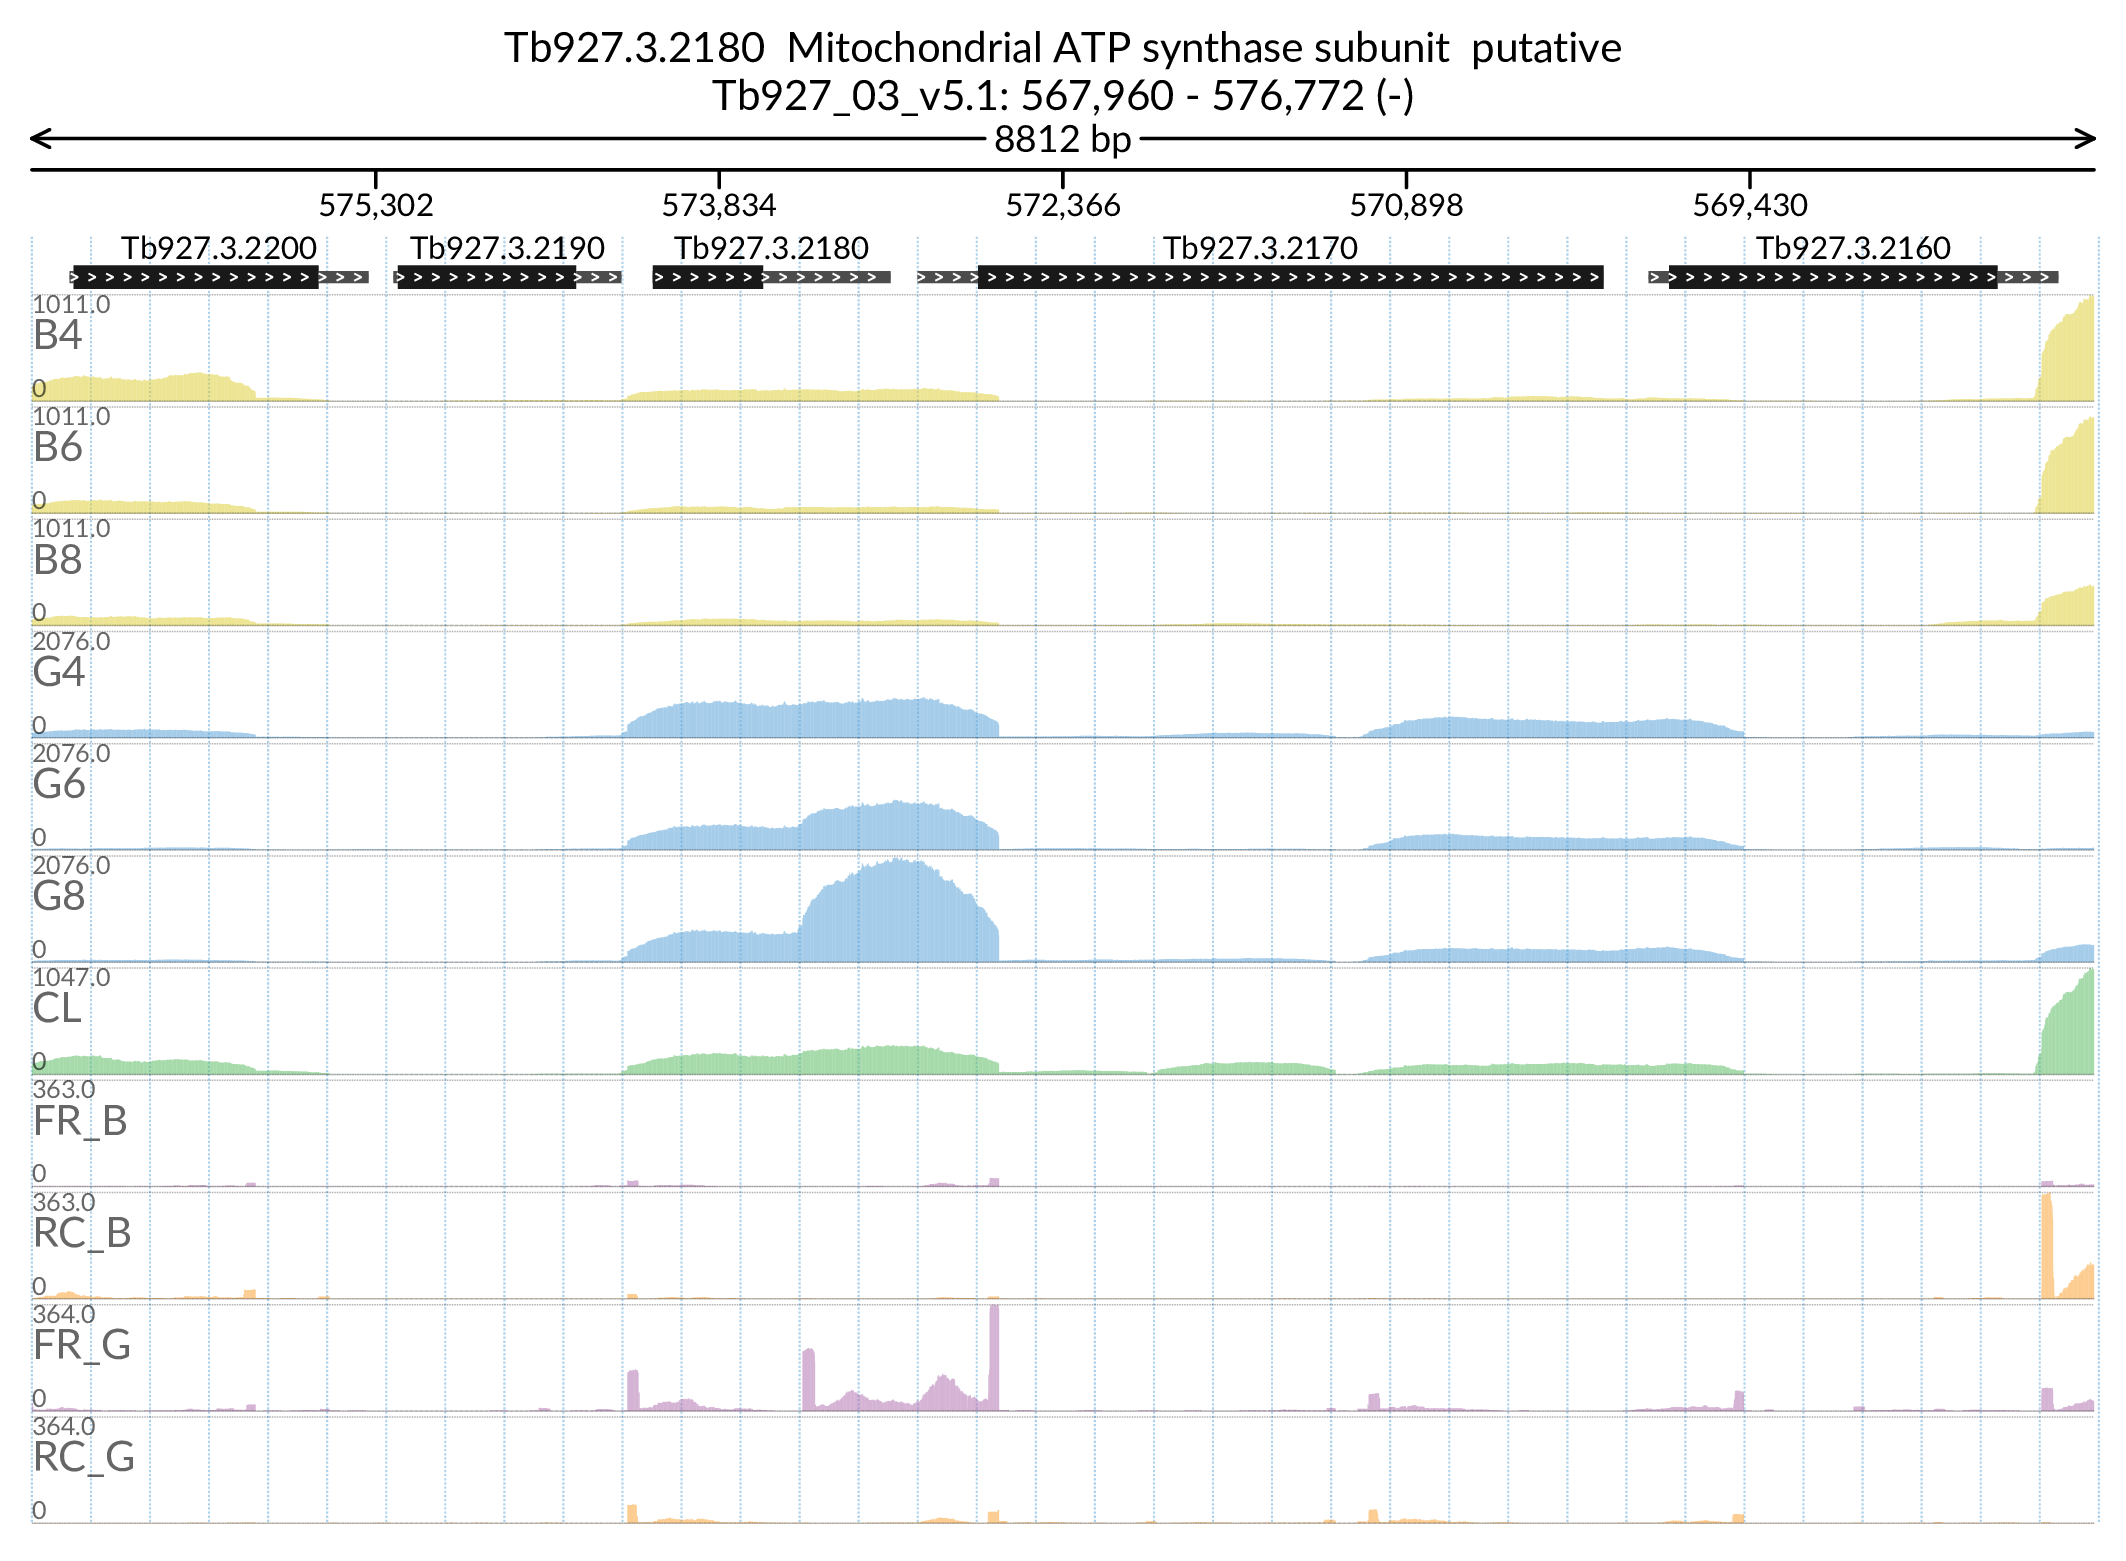 Tb927.3.2180  Mitochondrial ATP synthase subunit  putative
Tb927_03_v5.1: 567,960 - 576,772 (-)
8812 bp
575,302 573,834 572,366 570,898 569,430
Tb927.3.2200 Tb927.3.2190 Tb927.3.2180 Tb927.3.2170 Tb927.3.2160
1011.0
B4
0
1011.0
B6
0
1011.0
B8
0
2076.0
G4
0
2076.0
G6
0
2076.0
G8
0
1047.0
CL
0
363.0
FR_B
0
363.0
RC_B
0
364.0
FR_G
0
364.0
RC_G
0